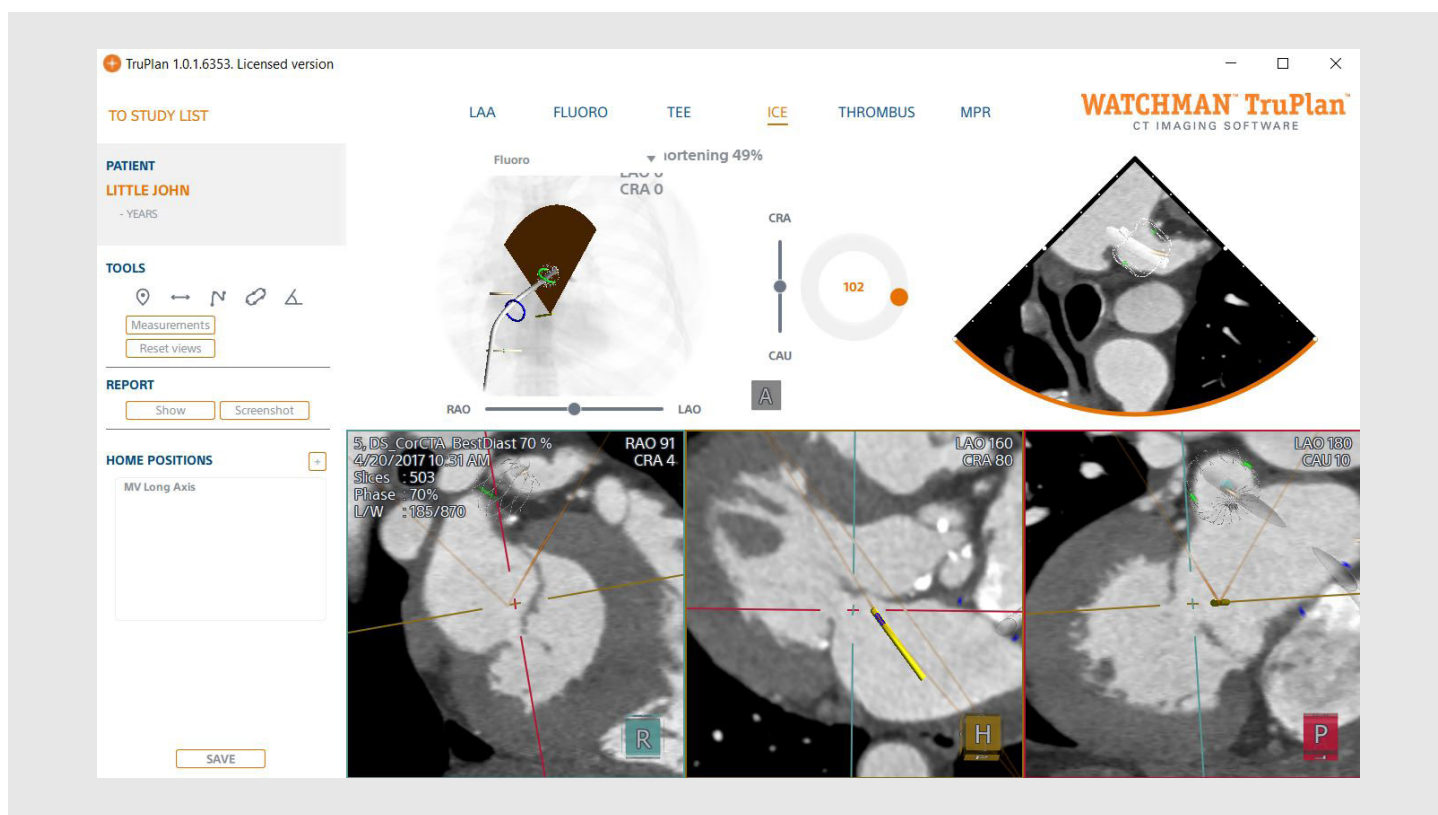 TruPlan 1.0.1.6353. Licensed version
TO STUDY LIST
LAA FLUORO TEE ICE THROMBUS MPR
WATCHMAN™ TruPlan™
CT IMAGING SOFTWARE
PATIENT
LITTLE JOHN
- YEARS
TOOLS
Measurements
Reset views
REPORT
Show Screenshot
HOME POSITIONS +
MV Long Axis
SAVE
Fluoro
ortening 49%
LAO 0
CRA 0
CRA
102
CAU
A
RAO LAO
5, DS_CorCTA_BestDiast 70 %
4/20/2017 10:31 AM
Slices : 503
Phase : 70%
L/W : 185/870
RAO 91
CRA 4
R
LAO 160
CRA 80
H
LAO 180
CAU 10
P